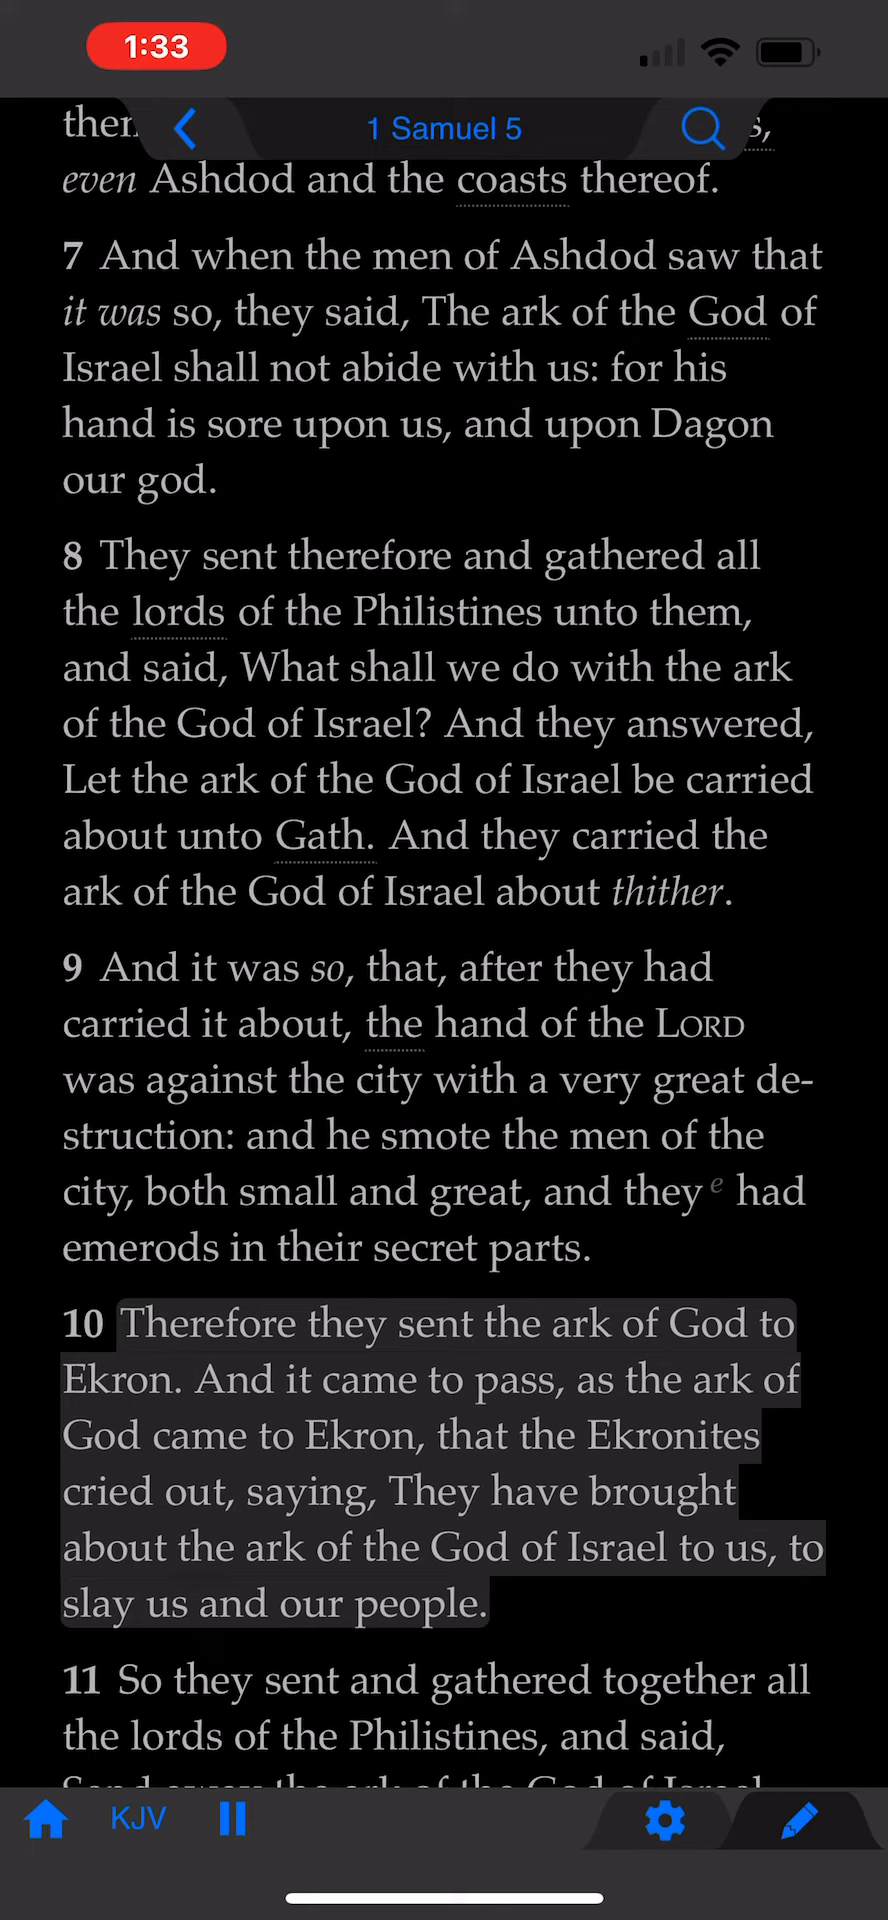 1:33
1 Samuel 5
even Ashdod and the coasts thereof.
7 And when the men of Ashdod saw that
it was so, they said, The ark of the God of
Israel shall not abide with us: for his
hand is sore upon us, and upon Dagon
our god.
8 They sent therefore and gathered all
the lords of the Philistines unto them,
and said, What shall we do with the ark
of the God of Israel? And they answered,
Let the ark of the God of Israel be carried
about unto Gath. And they carried the
ark of the God of Israel about thither.
9 And it was so, that, after they had
carried it about, the hand of the LORD
was against the city with a very great de-
struction: and he smote the men of the
city, both small and great, and they e had
emerods in their secret parts.
10 Therefore they sent the ark of God to
Ekron. And it came to pass, as the ark of
God came to Ekron, that the Ekronites
cried out, saying, They have brought
about the ark of the God of Israel to us, to
slay us and our people.
11 So they sent and gathered together all
the lords of the Philistines, and said,
Send away the ark of the God of Israel
KJV